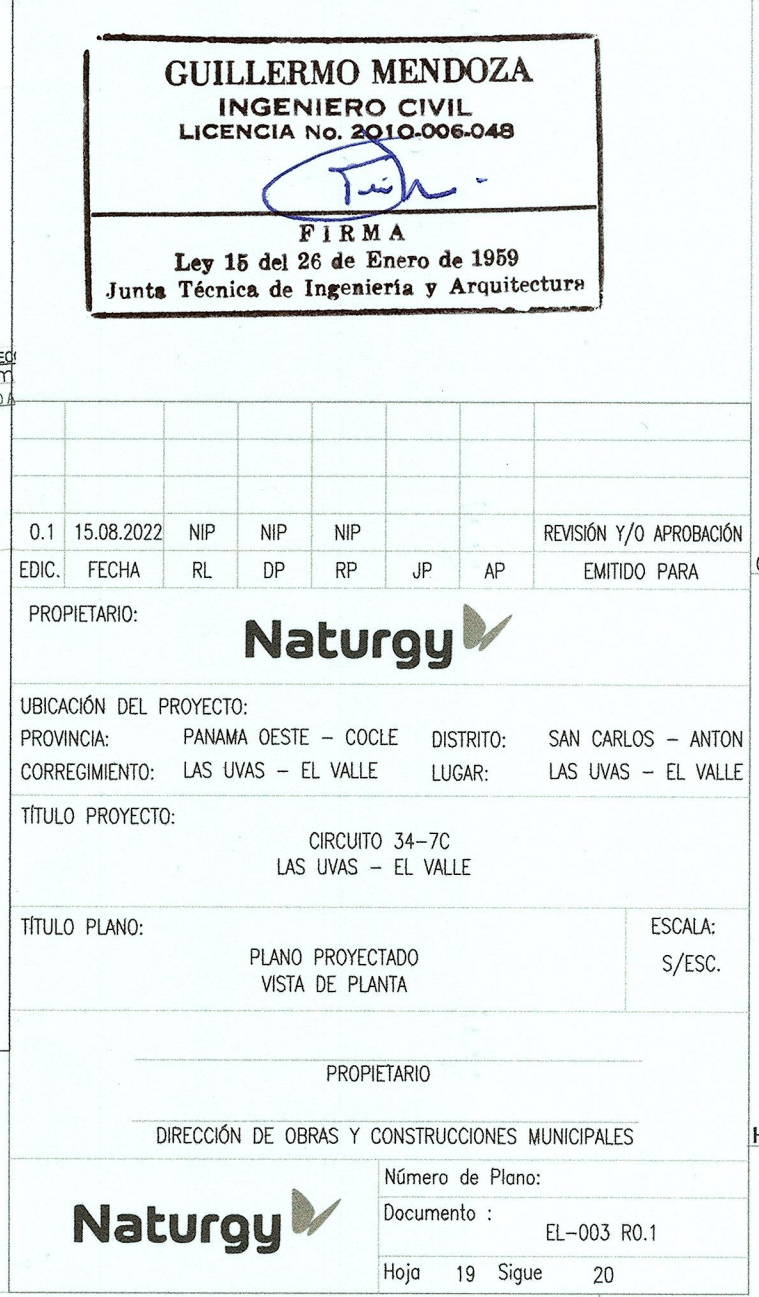 GUILLERMO MENDOZA
INGENIERO CIVIL
LICENCIA No. 2010-006-048
FIRMA
Ley 15 del 26 de Enero de 1959
Junta Técnica de Ingeniería y Arquitectura
0.1 15.08.2022 NIP NIP NIP REVISIÓN Y/O APROBACIÓN
EDIC. FECHA RL DP RP JP AP EMITIDO PARA
PROPIETARIO:
Naturgy
UBICACIÓN DEL PROYECTO:
PROVINCIA: PANAMA OESTE - COCLE DISTRITO: SAN CARLOS - ANTON
CORREGIMIENTO: LAS UVAS - EL VALLE LUGAR: LAS UVAS - EL VALLE
TÍTULO PROYECTO:
CIRCUITO 34-7C
LAS UVAS - EL VALLE
TÍTULO PLANO: ESCALA:
PLANO PROYECTADO S/ESC.
VISTA DE PLANTA
PROPIETARIO
DIRECCIÓN DE OBRAS Y CONSTRUCCIONES MUNICIPALES
Naturgy
Número de Plano:
Documento :
EL-003 R0.1
Hoja 19 Sigue 20